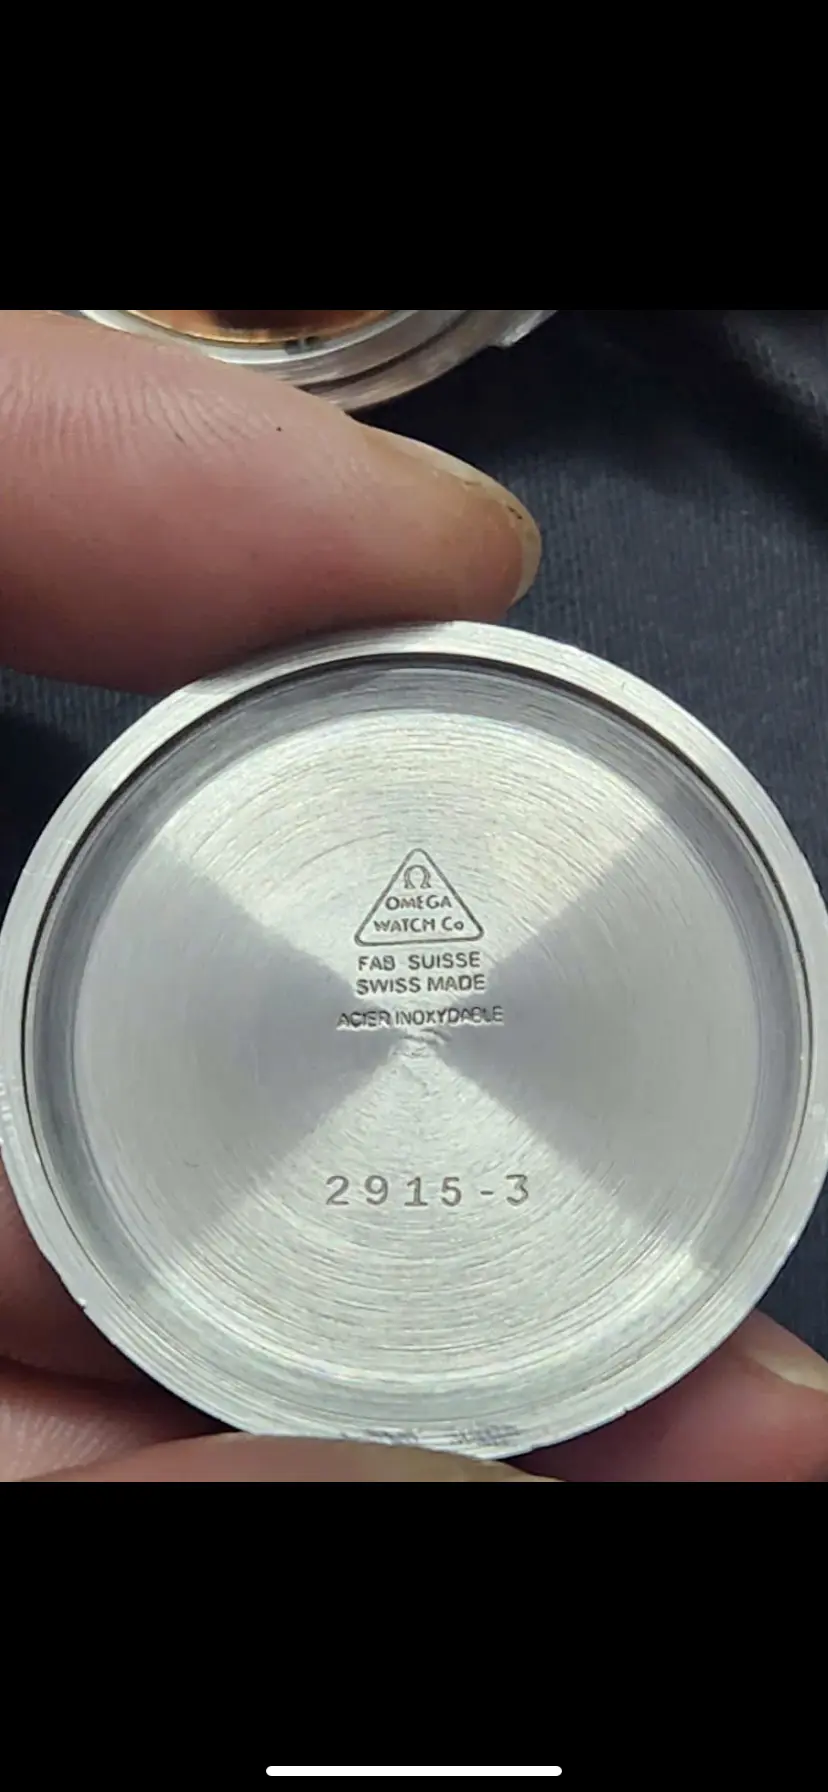 Ω
OMEGA
WATCH Co
FAB SUISSE
SWISS MADE
ACIER INOXYDABLE
2915-3